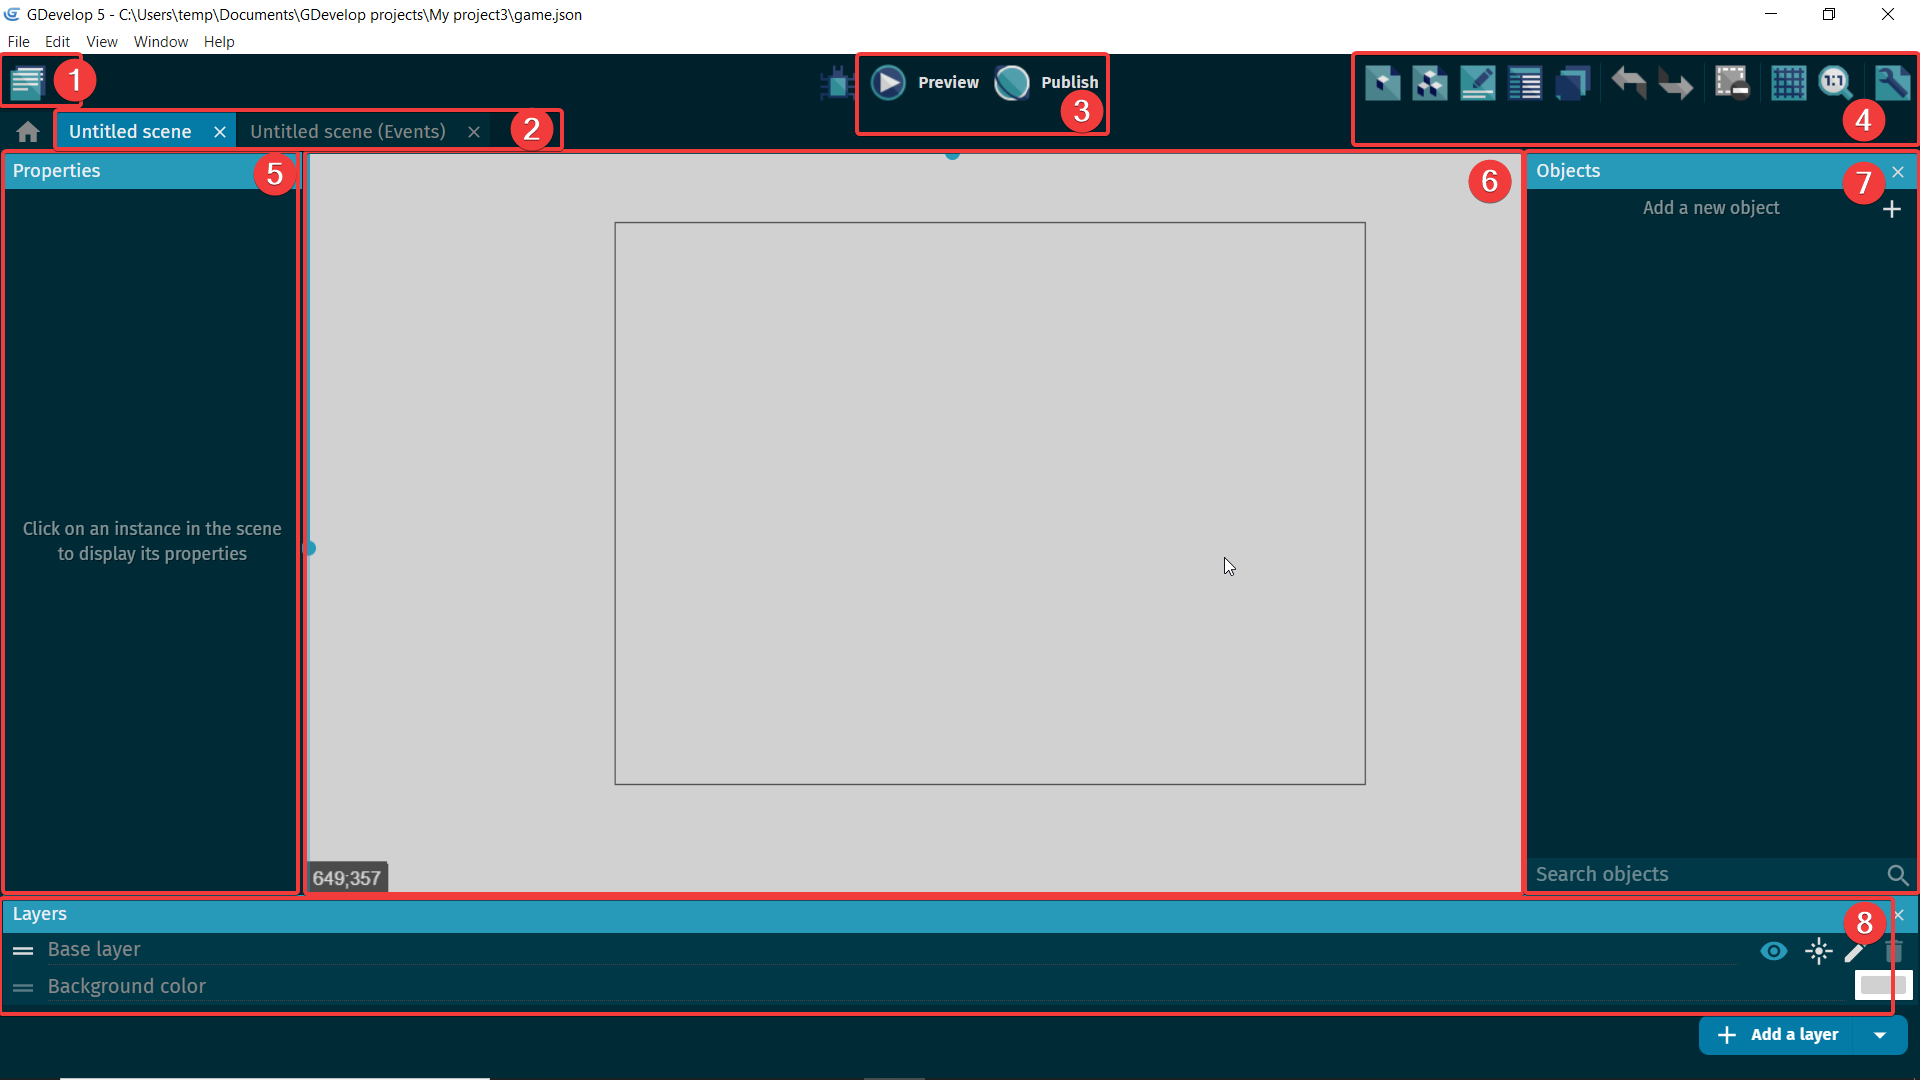 GDevelop 5 - C:\Users\temp\Documents\GDevelop projects\My project3\game.json
File Edit View Window Help
1
Preview Publish
3
1:1
4
Untitled scene Untitled scene (Events)
2
Properties
5
6
Objects
7
Add a new object
Click on an instance in the scene
to display its properties
649;357
Search objects
Layers
8
Base layer
Background color
Add a layer